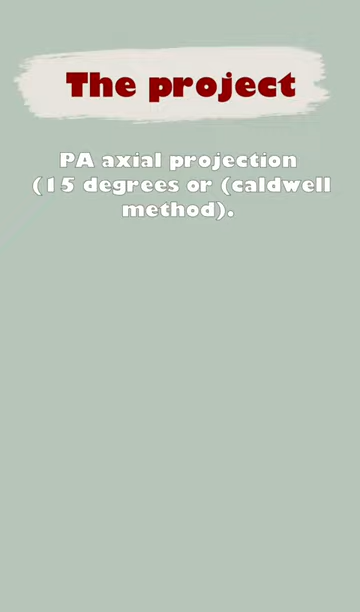 The project
PA axial projection
(15 degrees or (caldwell
method).